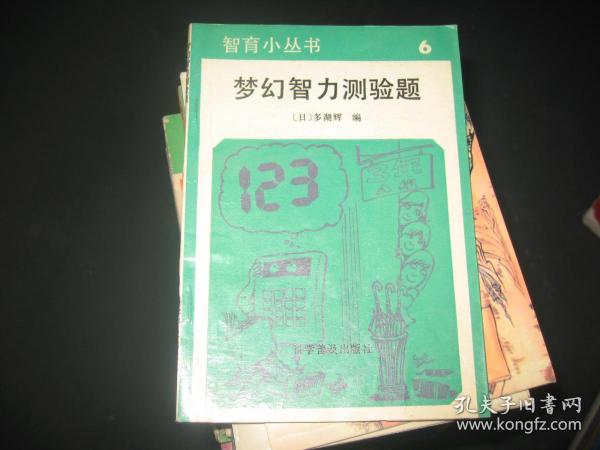 智育小丛书 6
梦幻智力测验题
〔日〕多湖辉 编
123
科学普及出版社
孔夫子旧书网
www.kongfz.com